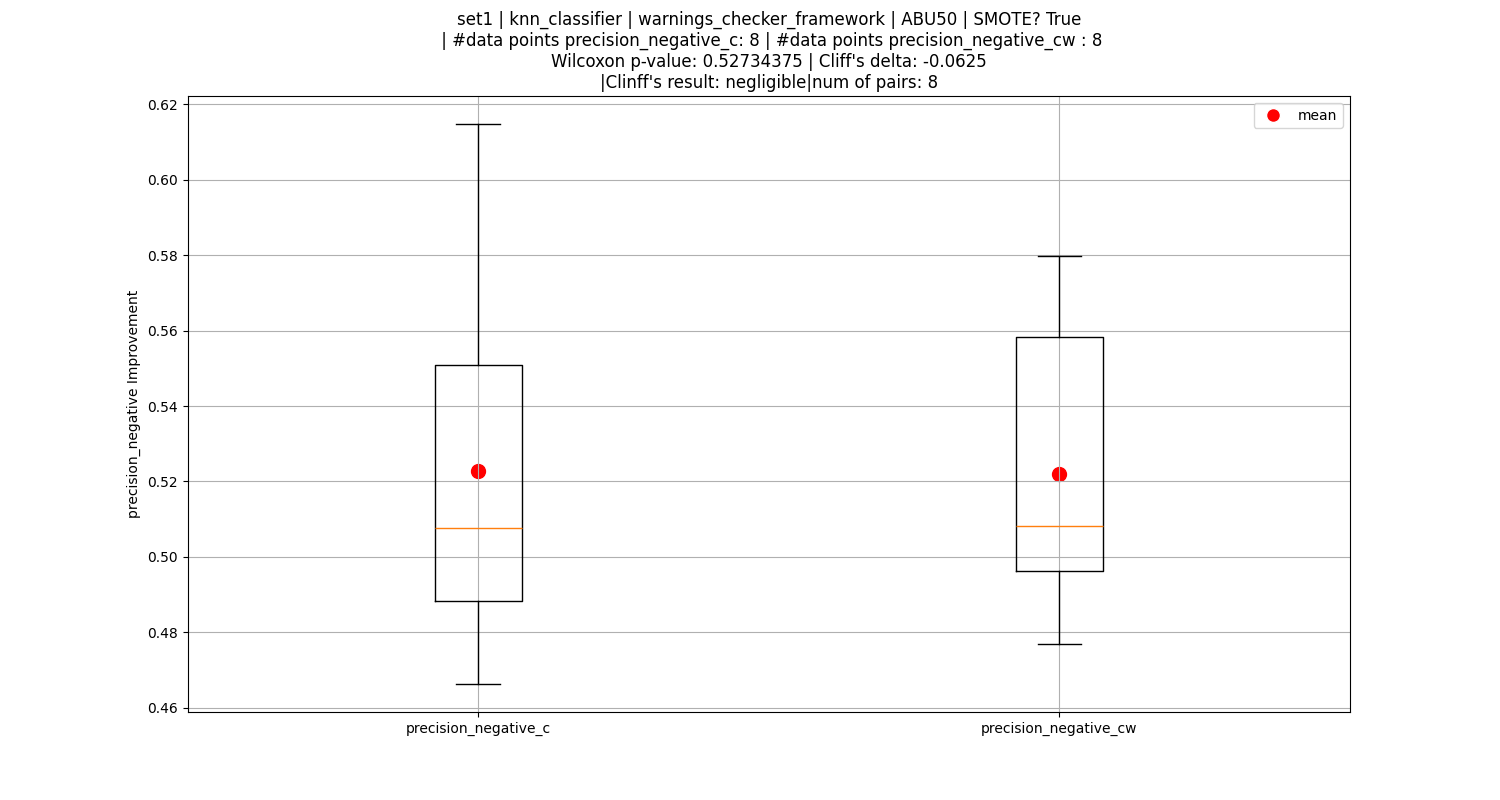 set1 | knn_classifier | warnings_checker_framework | ABU50 | SMOTE? True
| #data points precision_negative_c: 8 | #data points precision_negative_cw : 8
Wilcoxon p-value: 0.52734375 | Cliff's delta: -0.0625
|Clinff's result: negligible|num of pairs: 8
mean
0.62
0.60
0.58
0.56
0.54
0.52
0.50
0.48
0.46
precision_negative Improvement
precision_negative_c
precision_negative_cw